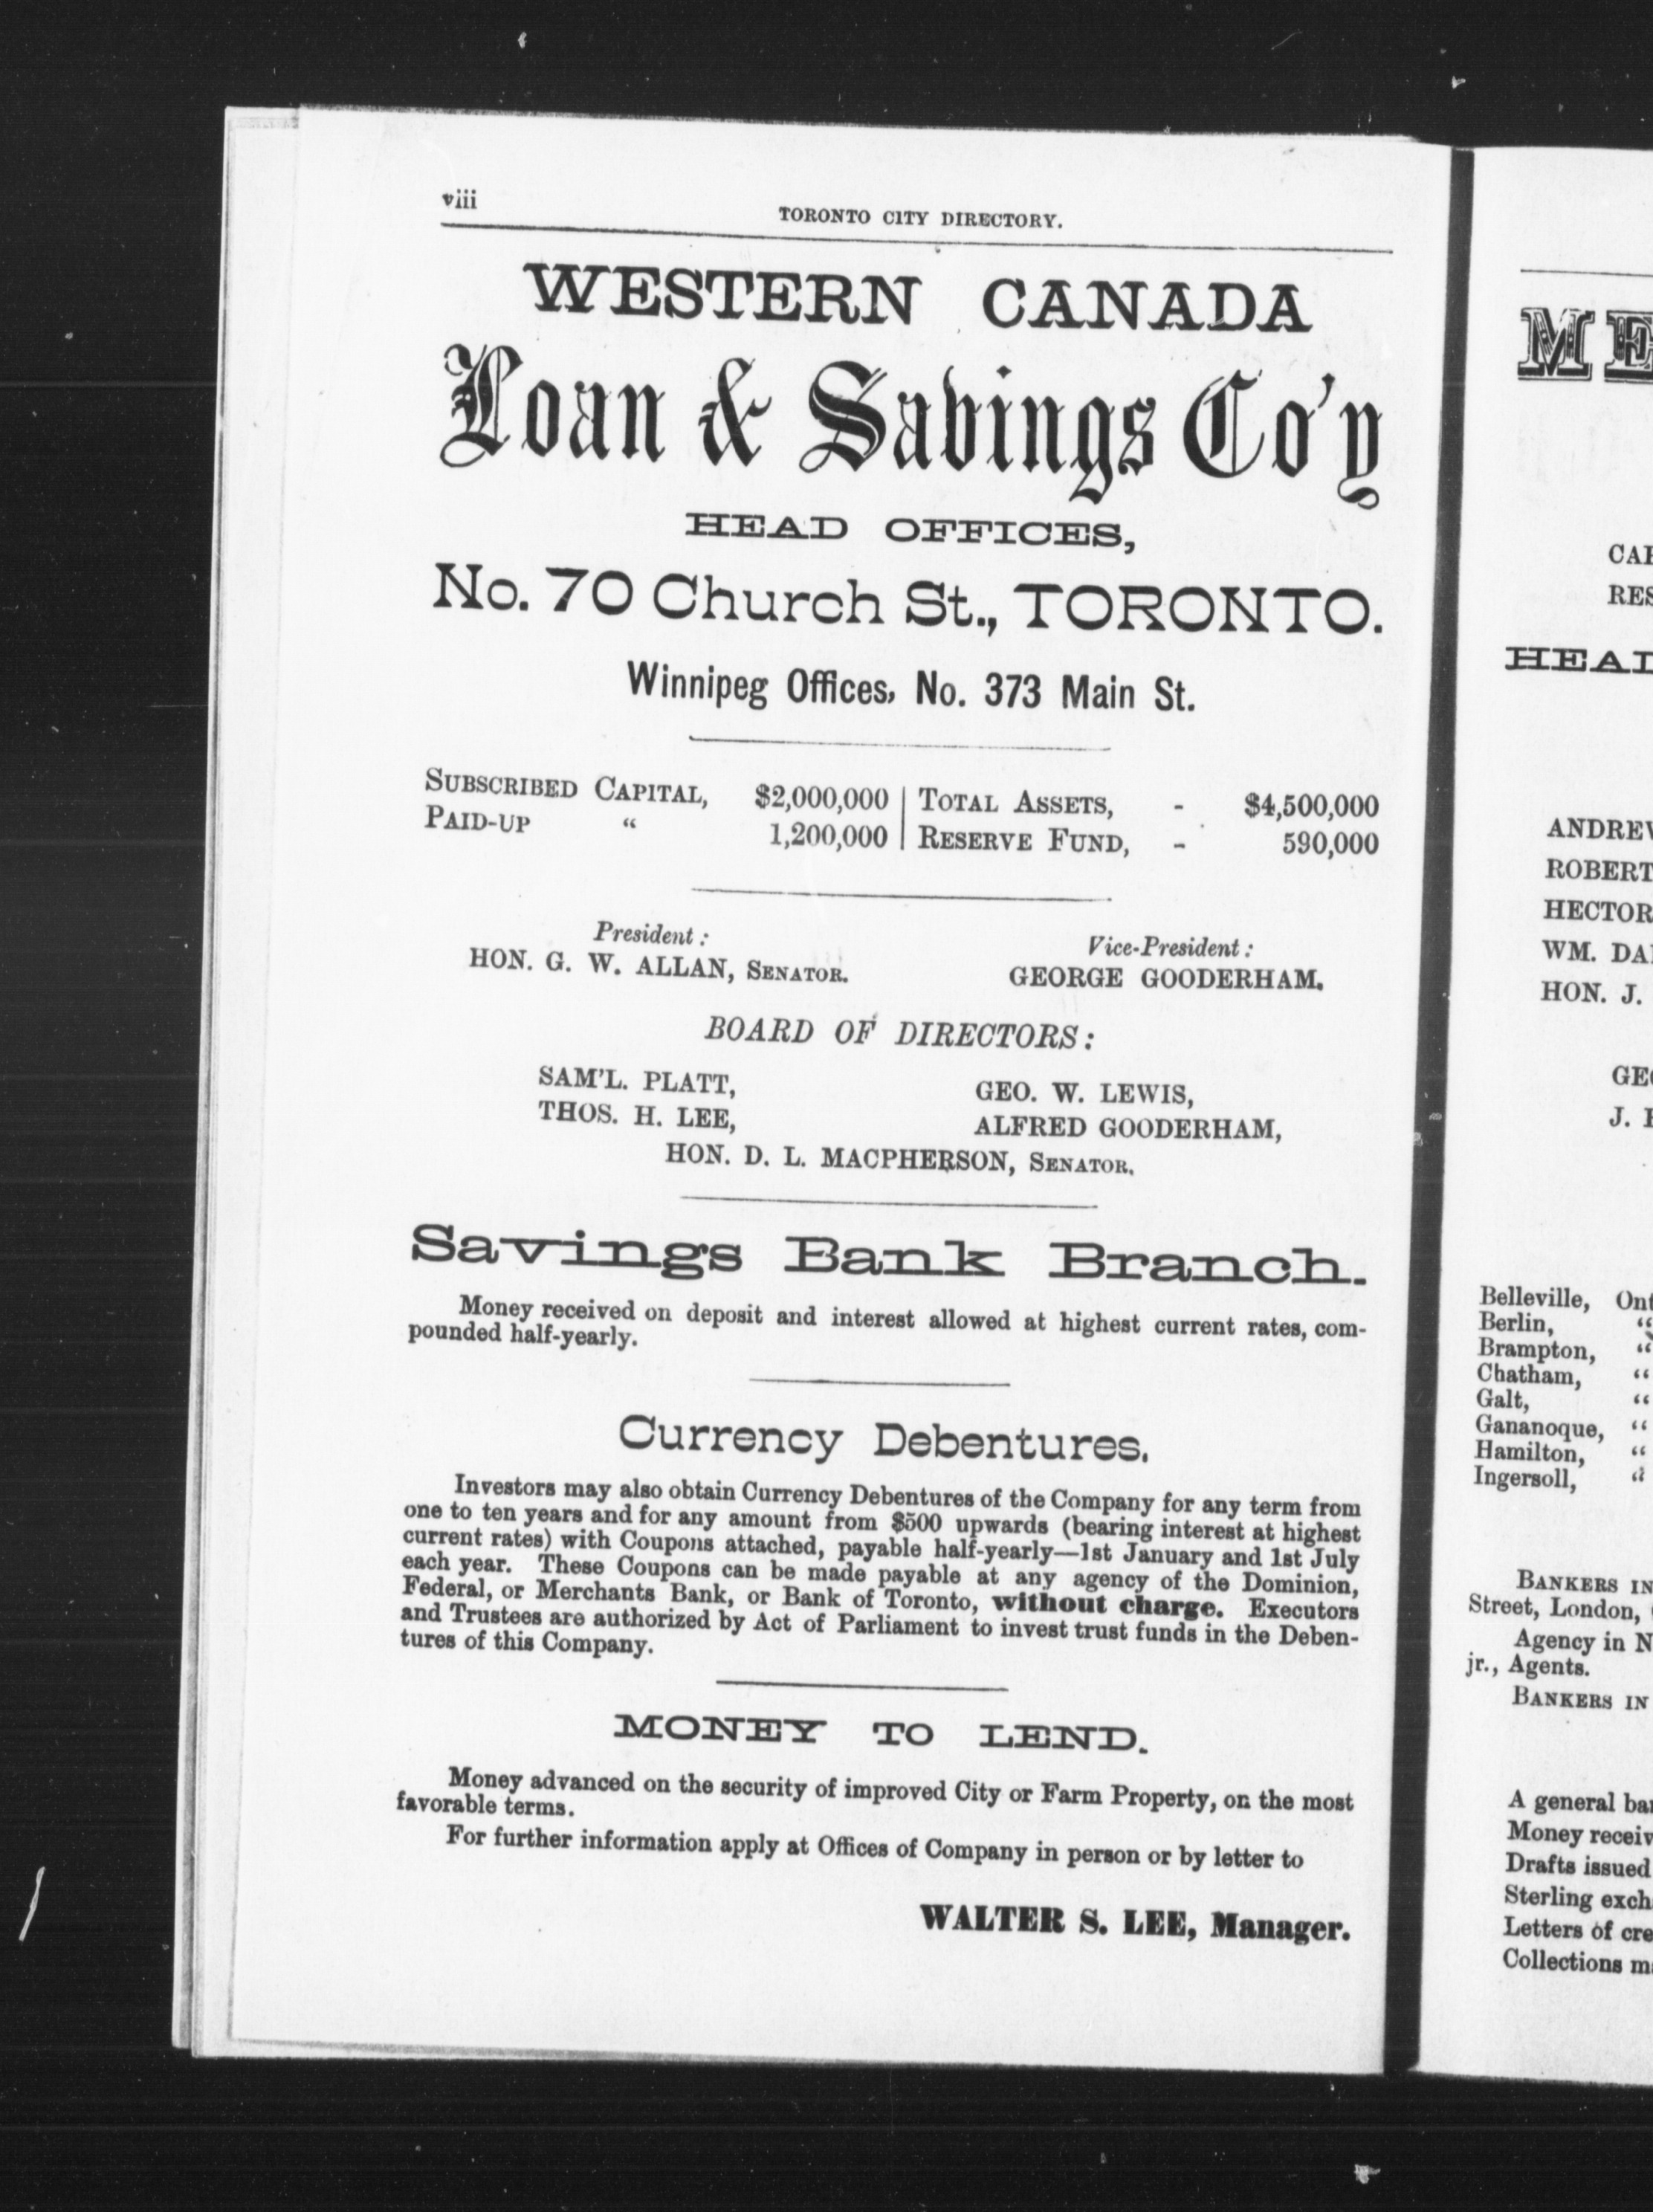 viii
TORONTO CITY DIRECTORY.
WESTERN CANADA
Loan & Savings Co'y
HEAD OFFICES,
No. 70 Church St., TORONTO.
Winnipeg Offices, No. 373 Main St.
SUBSCRIBED CAPITAL, $2,000,000 | TOTAL ASSETS, - $4,500,000
PAID-UP “ 1,200,000 | RESERVE FUND, - 590,000
President: Vice-President:
HON. G. W. ALLAN, SENATOR. GEORGE GOODERHAM.
BOARD OF DIRECTORS:
SAM'L. PLATT, GEO. W. LEWIS,
THOS. H. LEE, ALFRED GOODERHAM,
HON. D. L. MACPHERSON, SENATOR.
Savings Bank Branch.
Money received on deposit and interest allowed at highest current rates, com-
pounded half-yearly.
Currency Debentures.
Investors may also obtain Currency Debentures of the Company for any term from
one to ten years and for any amount from $500 upwards (bearing interest at highest
current rates) with Coupons attached, payable half-yearly—1st January and 1st July
each year. These Coupons can be made payable at any agency of the Dominion,
Federal, or Merchants Bank, or Bank of Toronto, without charge. Executors
and Trustees are authorized by Act of Parliament to invest trust funds in the Deben-
tures of this Company.
MONEY TO LEND.
Money advanced on the security of improved City or Farm Property, on the most
favorable terms.
For further information apply at Offices of Company in person or by letter to
WALTER S. LEE, Manager.
ME
HEAD
ANDREW
ROBERT
HECTOR
WM. DA
HON. J.
GEO
J.
Belleville, Ont
Berlin, “
Brampton, “
Chatham, “
Galt, “
Gananoque, “
Hamilton, “
Ingersoll, “
BANKERS IN
Street, London,
Agency in N
jr., Agents.
BANKERS IN
A general ba
Money receiv
Drafts issued
Sterling exch
Letters of cre
Collections m